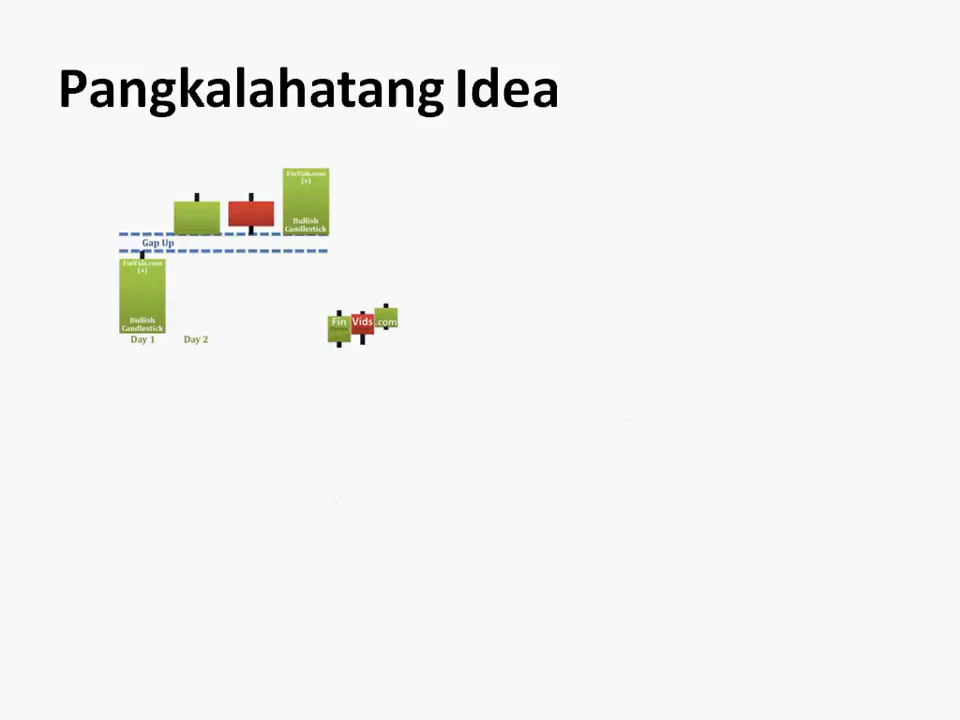 Pangkalahatang Idea
FinVids.com
(+)
Bullish
Candlestick
Gap Up
FinVids.com
(+)
Bullish
Candlestick
Day 1
Day 2
Fin Vids .com